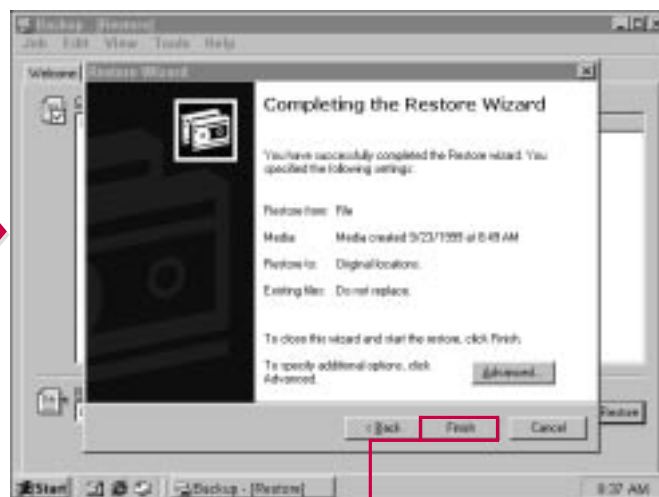 Backup - [Restore]
Job Edit View Tools Help
Welcome
Restore Wizard
Completing the Restore Wizard
You have successfully completed the Restore wizard. You
specified the following settings:
Restore from: File
Media: Media created 9/23/1999 at 8:49 AM
Restore to: Original locations.
Existing files: Do not replace.
To close this wizard and start the restore, click Finish.
To specify additional options, click
Advanced.
Advanced...
< Back
Finish
Cancel
Restore
Start
Backup - [Restore]
8:37 AM